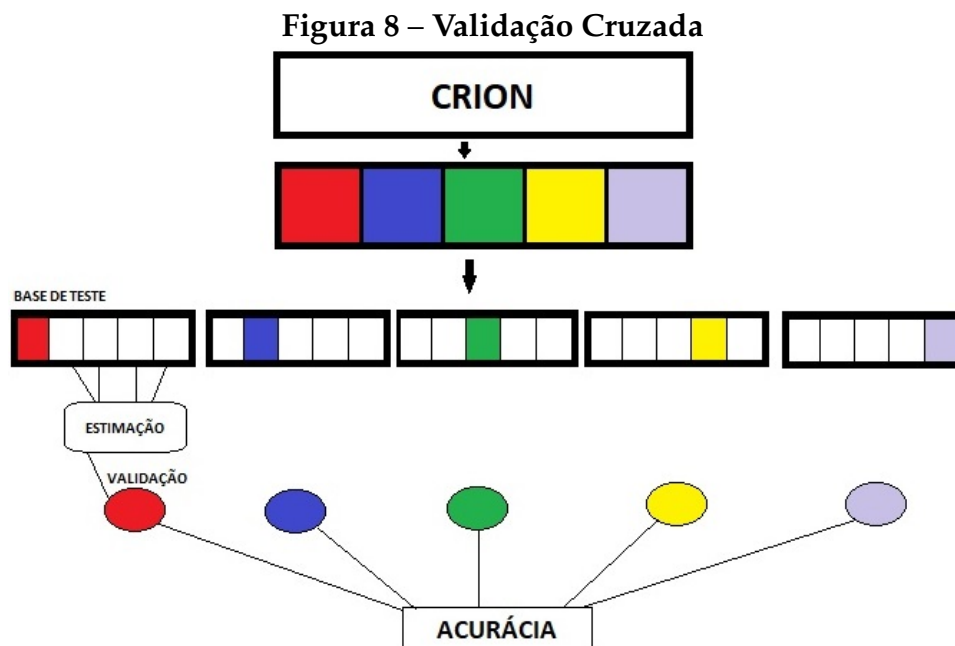 Figura 8 – Validação Cruzada
CRION
BASE DE TESTE
ESTIMAÇÃO
VALIDAÇÃO
ACURÁCIA